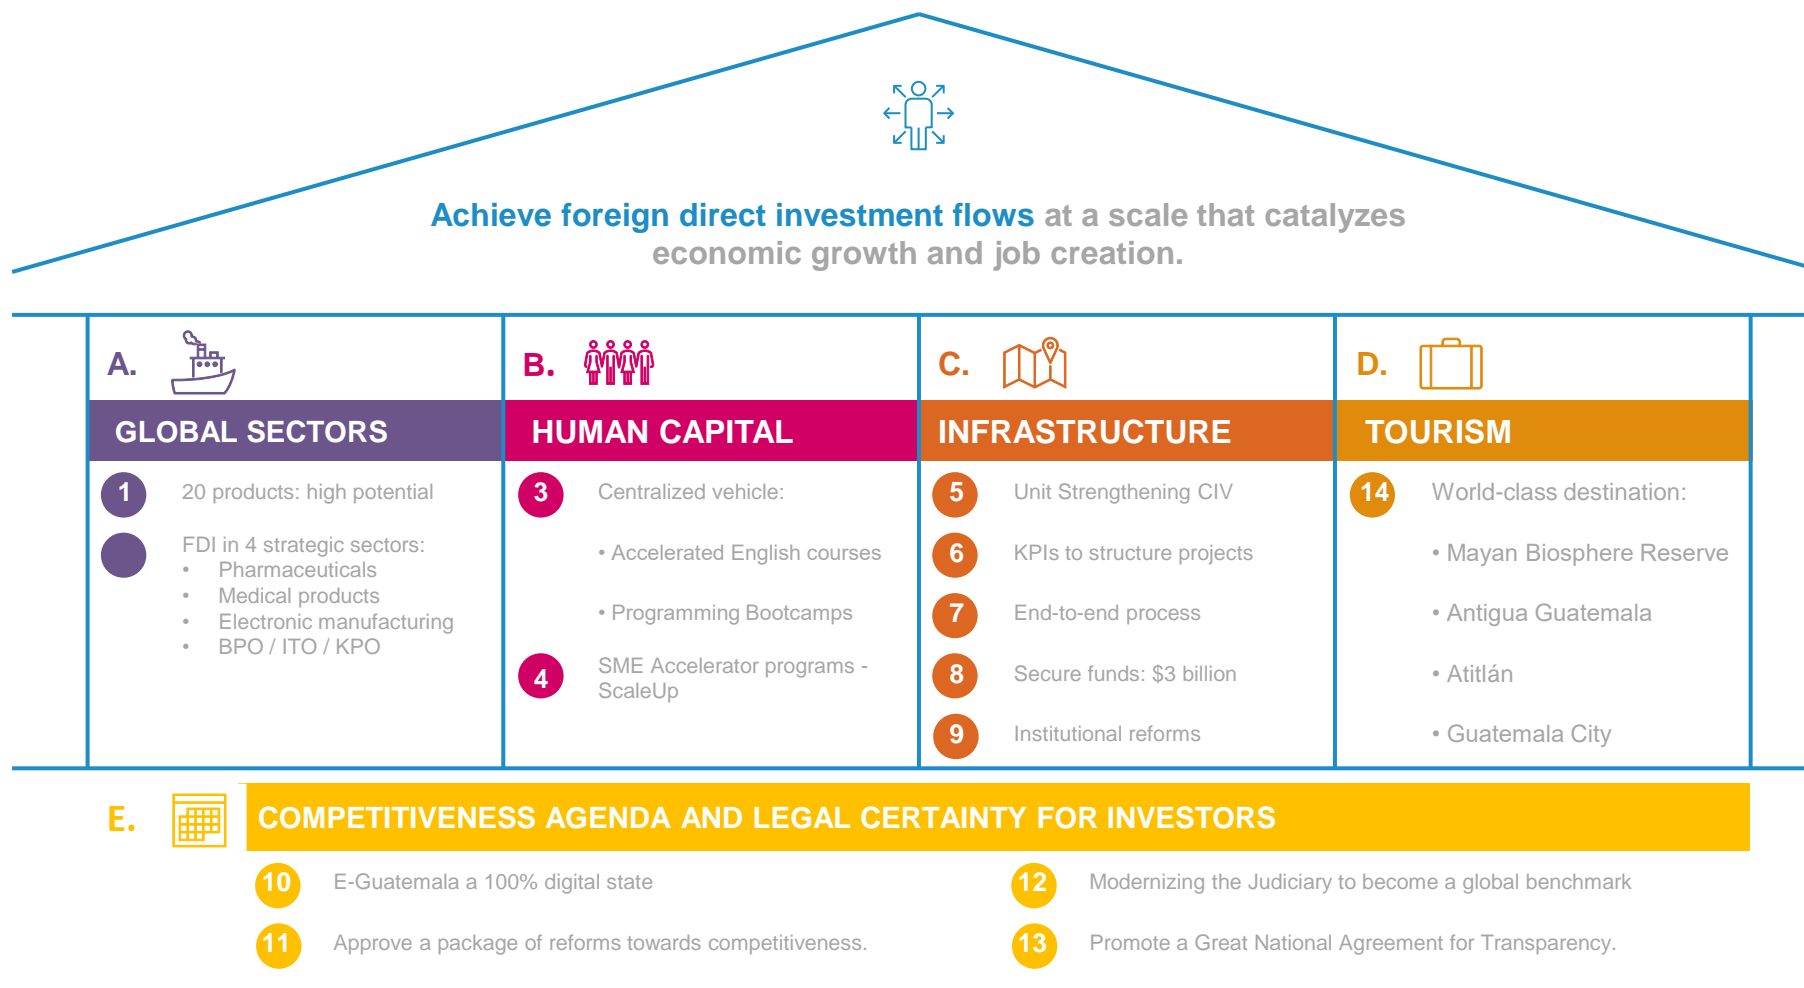 Achieve foreign direct investment flows at a scale that catalyzes
economic growth and job creation.
A.
GLOBAL SECTORS
1
20 products: high potential
FDI in 4 strategic sectors:
• Pharmaceuticals
• Medical products
• Electronic manufacturing
• BPO / ITO / KPO
B.
HUMAN CAPITAL
3
Centralized vehicle:
• Accelerated English courses
• Programming Bootcamps
4
SME Accelerator programs -
ScaleUp
C.
INFRASTRUCTURE
5
Unit Strengthening CIV
6
KPIs to structure projects
7
End-to-end process
8
Secure funds: $3 billion
9
Institutional reforms
D.
TOURISM
14
World-class destination:
• Mayan Biosphere Reserve
• Antigua Guatemala
• Atitlán
• Guatemala City
E.
COMPETITIVENESS AGENDA AND LEGAL CERTAINTY FOR INVESTORS
10
E-Guatemala a 100% digital state
11
Approve a package of reforms towards competitiveness.
12
Modernizing the Judiciary to become a global benchmark
13
Promote a Great National Agreement for Transparency.